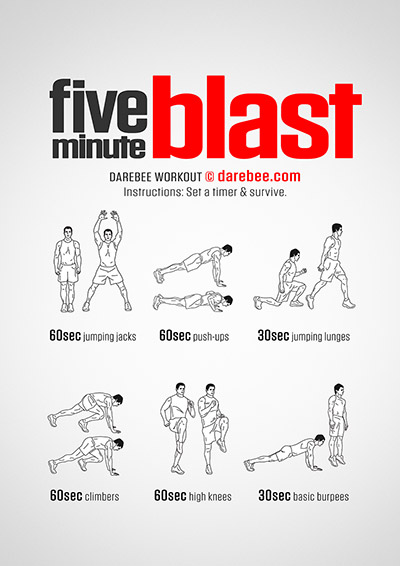 five
minute
blast
DAREBEE WORKOUT © darebee.com
Instructions: Set a timer & survive.
60sec jumping jacks
60sec push-ups
30sec jumping lunges
60sec climbers
60sec high knees
30sec basic burpees